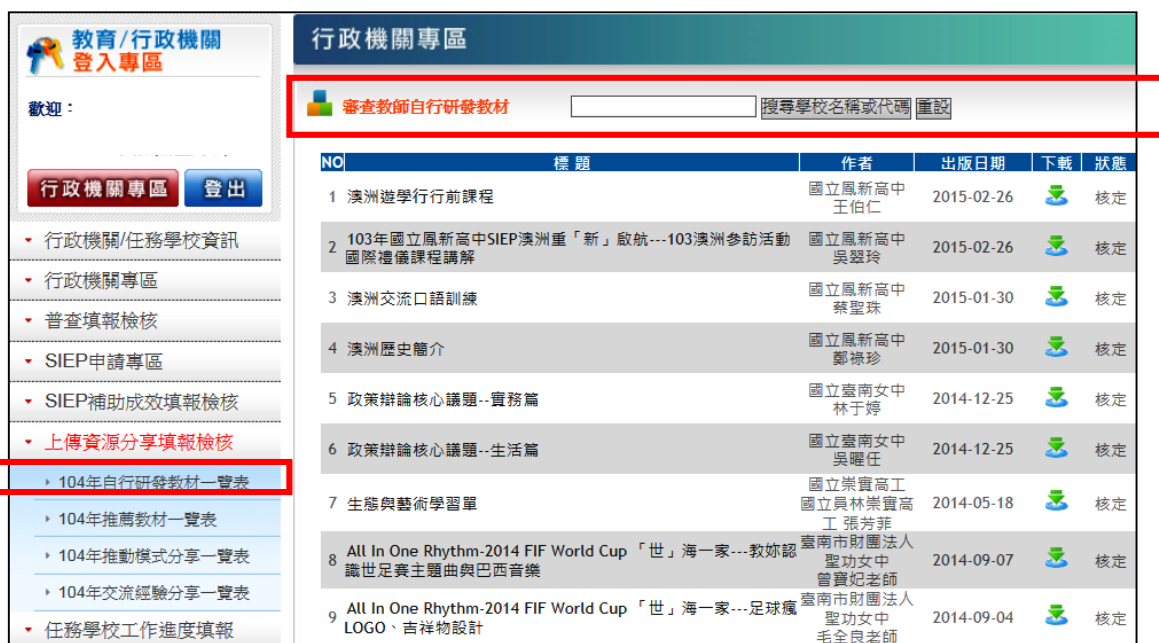 教育/行政機關
登入專區
歡迎：
行政機關專區
登出
行政機關/任務學校資訊
行政機關專區
普查填報檢核
SIEP申請專區
SIEP補助成效填報檢核
上傳資源分享填報檢核
104年自行研發教材一覽表
104年推薦教材一覽表
104年推動模式分享一覽表
104年交流經驗分享一覽表
任務學校工作進度填報
行政機關專區
審查教師自行研發教材 搜尋學校名稱或代碼 重設
NO 標 題 作者 出版日期 下載 狀態
1 澳洲遊學行行前課程 國立鳳新高中 王伯仁 2015-02-26 核定
2 103年國立鳳新高中SIEP澳洲重「新」啟航---103澳洲參訪活動 國立鳳新高中
國際禮儀課程講解 吳翠玲 2015-02-26 核定
3 澳洲交流口語訓練 國立鳳新高中 蔡聖珠 2015-01-30 核定
4 澳洲歷史簡介 國立鳳新高中 鄭祿珍 2015-01-30 核定
5 政策辯論核心議題--實務篇 國立臺南女中 林于婷 2014-12-25 核定
6 政策辯論核心議題--生活篇 國立臺南女中 吳曜任 2014-12-25 核定
7 生態與藝術學習單 國立崇實高工 國立員林崇實高工 張芳菲 2014-05-18 核定
8 All In One Rhythm-2014 FIF World Cup 「世」海一家---教妳認 臺南市財團法人
識世足賽主題曲與巴西音樂 聖功女中 曾寶妃老師 2014-09-07 核定
9 All In One Rhythm-2014 FIF World Cup 「世」海一家---足球瘋 臺南市財團法人
LOGO、吉祥物設計 聖功女中 毛全良老師 2014-09-04 核定